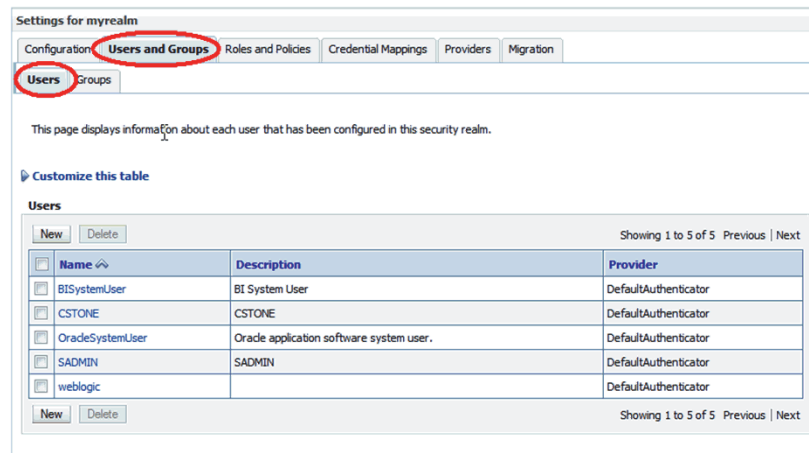 Settings for myrealm
Configuration Users and Groups Roles and Policies Credential Mappings Providers Migration
Users Groups
This page displays information about each user that has been configured in this security realm.
Customize this table
Users
New Delete Showing 1 to 5 of 5 Previous | Next
Name Description Provider
BISystemUser BI System User DefaultAuthenticator
CSTONE CSTONE DefaultAuthenticator
OracleSystemUser Oracle application software system user. DefaultAuthenticator
SADMIN SADMIN DefaultAuthenticator
weblogic DefaultAuthenticator
New Delete Showing 1 to 5 of 5 Previous | Next